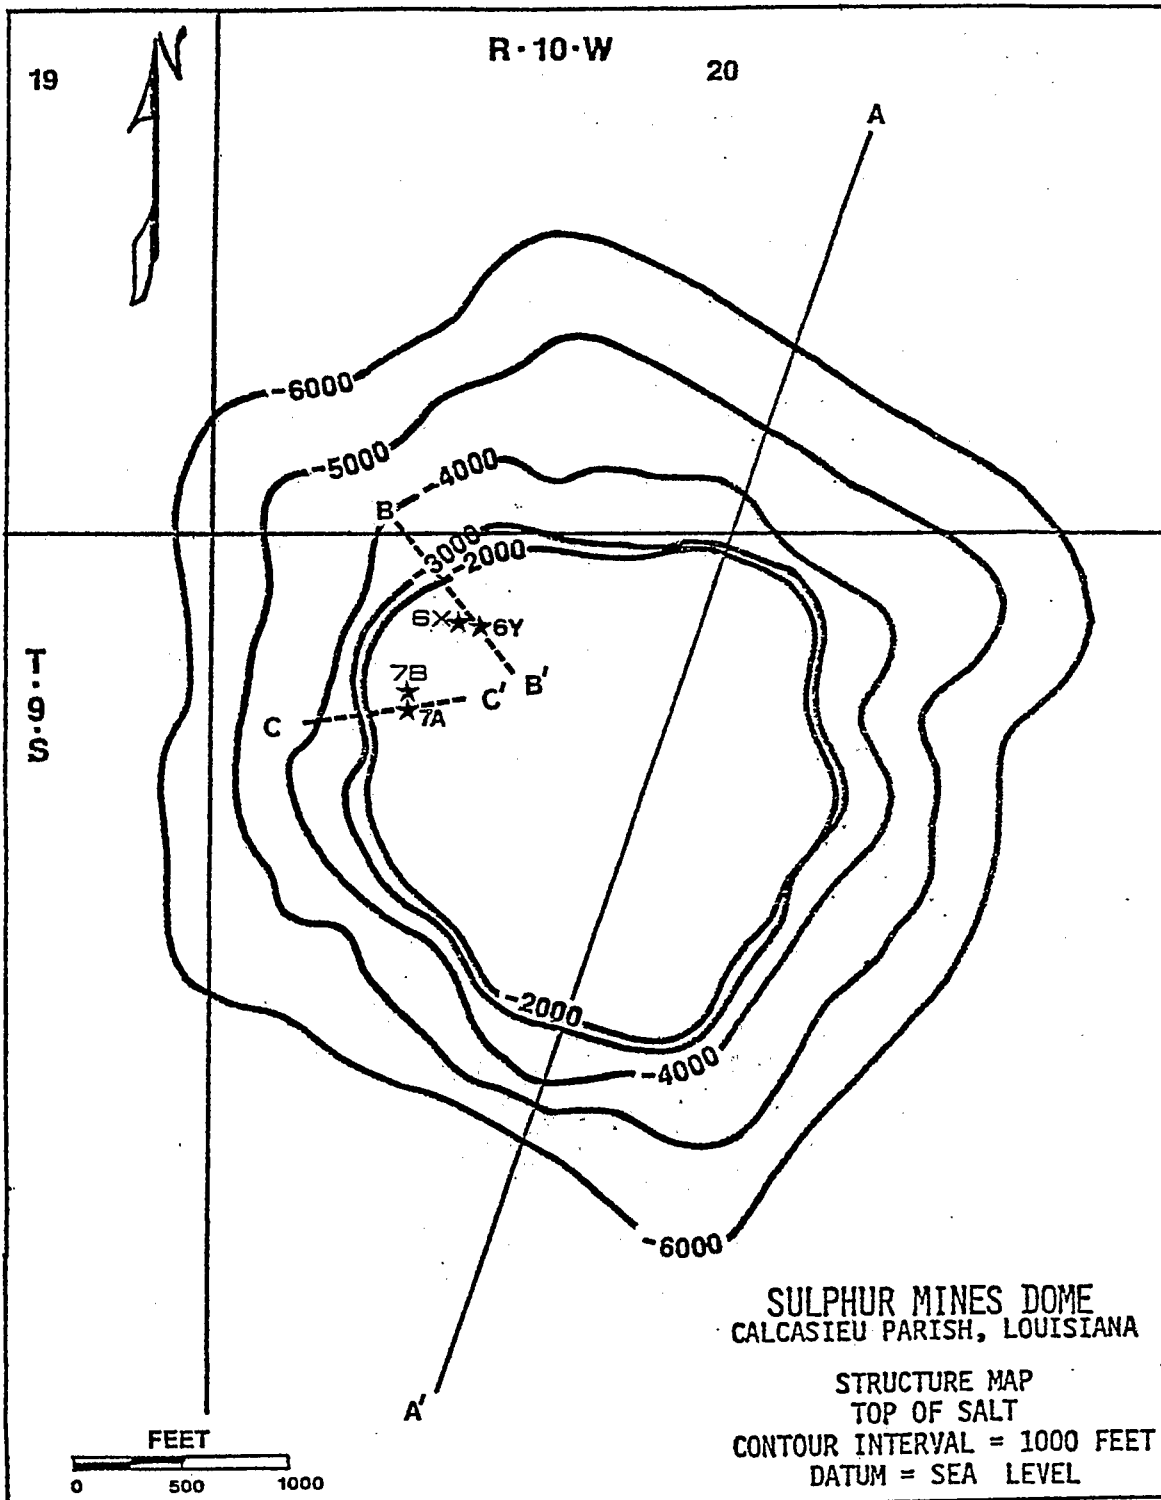 R·10·W
19
N
20
A
-6000
-5000
-4000
B
-3000
-2000
6X
6Y
7B
C'
B'
T·9·S
C
7A
-2000
-4000
-6000
SULPHUR MINES DOME
CALCASIEU PARISH, LOUISIANA
STRUCTURE MAP
TOP OF SALT
CONTOUR INTERVAL = 1000 FEET
DATUM = SEA LEVEL
A'
FEET
0 500 1000